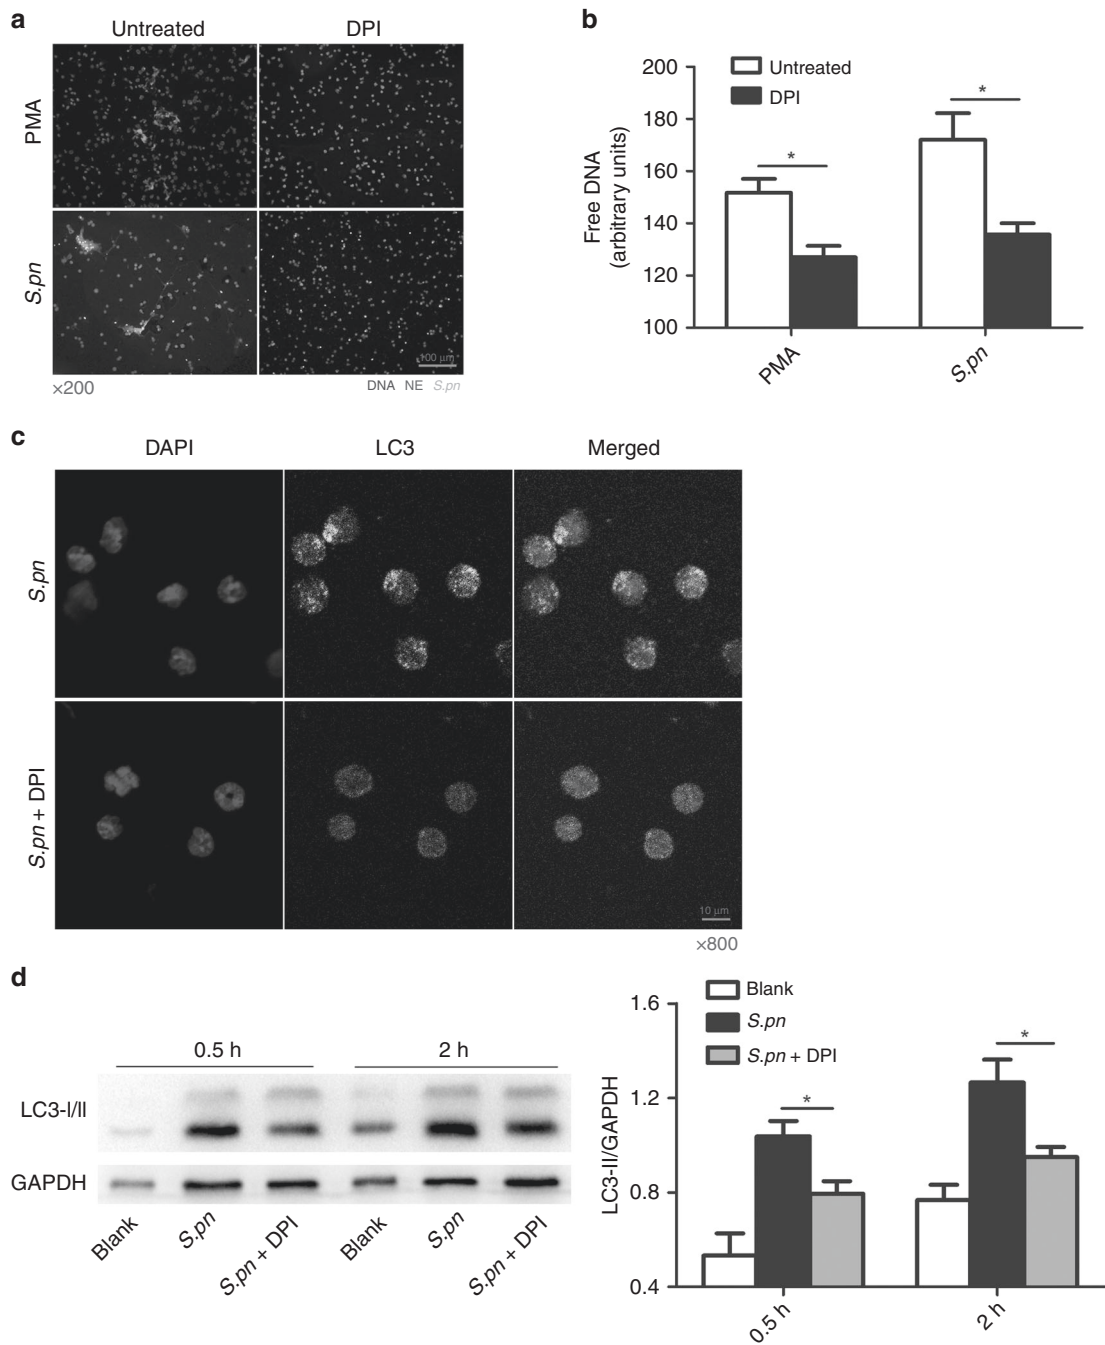 a
Untreated DPI
PMA
S.pn
100 μm
×200
DNA NE S.pn
b
Untreated
DPI
Free DNA
(arbitrary units)
200
180
160
140
120
100
*
*
PMA
S.pn
c
DAPI LC3 Merged
S.pn
S.pn + DPI
10 μm
×800
d
0.5 h 2 h
LC3-I/II
GAPDH
Blank
S.pn
S.pn + DPI
Blank
S.pn
S.pn + DPI
Blank
S.pn
S.pn + DPI
LC3-II/GAPDH
1.6
1.2
0.8
0.4
*
*
0.5 h
2 h